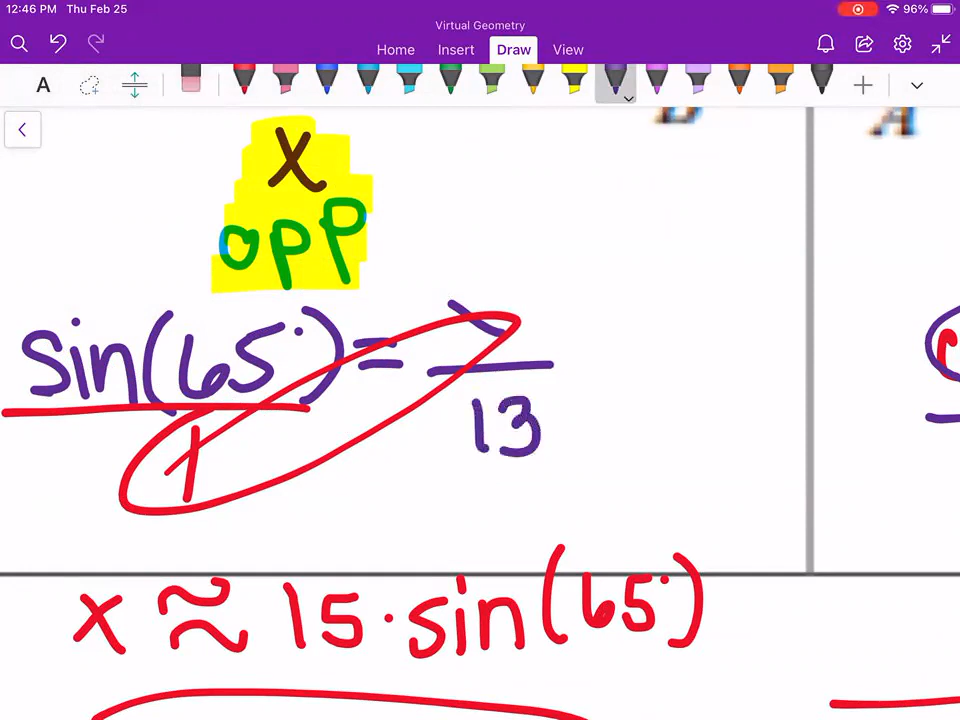 12:46 PM Thu Feb 25
96%
Virtual Geometry
Home Insert Draw View
A
x
opp
sin(65°) =
13
1
x ≈ 15 · sin(65°)